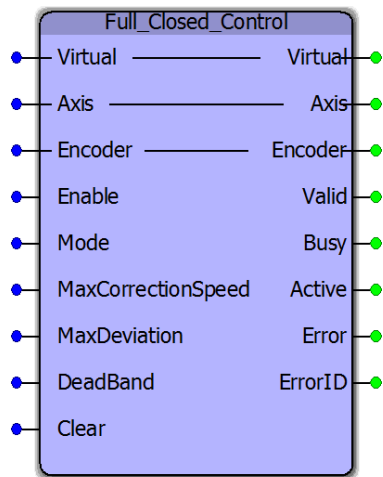 Full_Closed_Control
Virtual Virtual
Axis Axis
Encoder Encoder
Enable Valid
Mode Busy
MaxCorrectionSpeed Active
MaxDeviation Error
DeadBand ErrorID
Clear